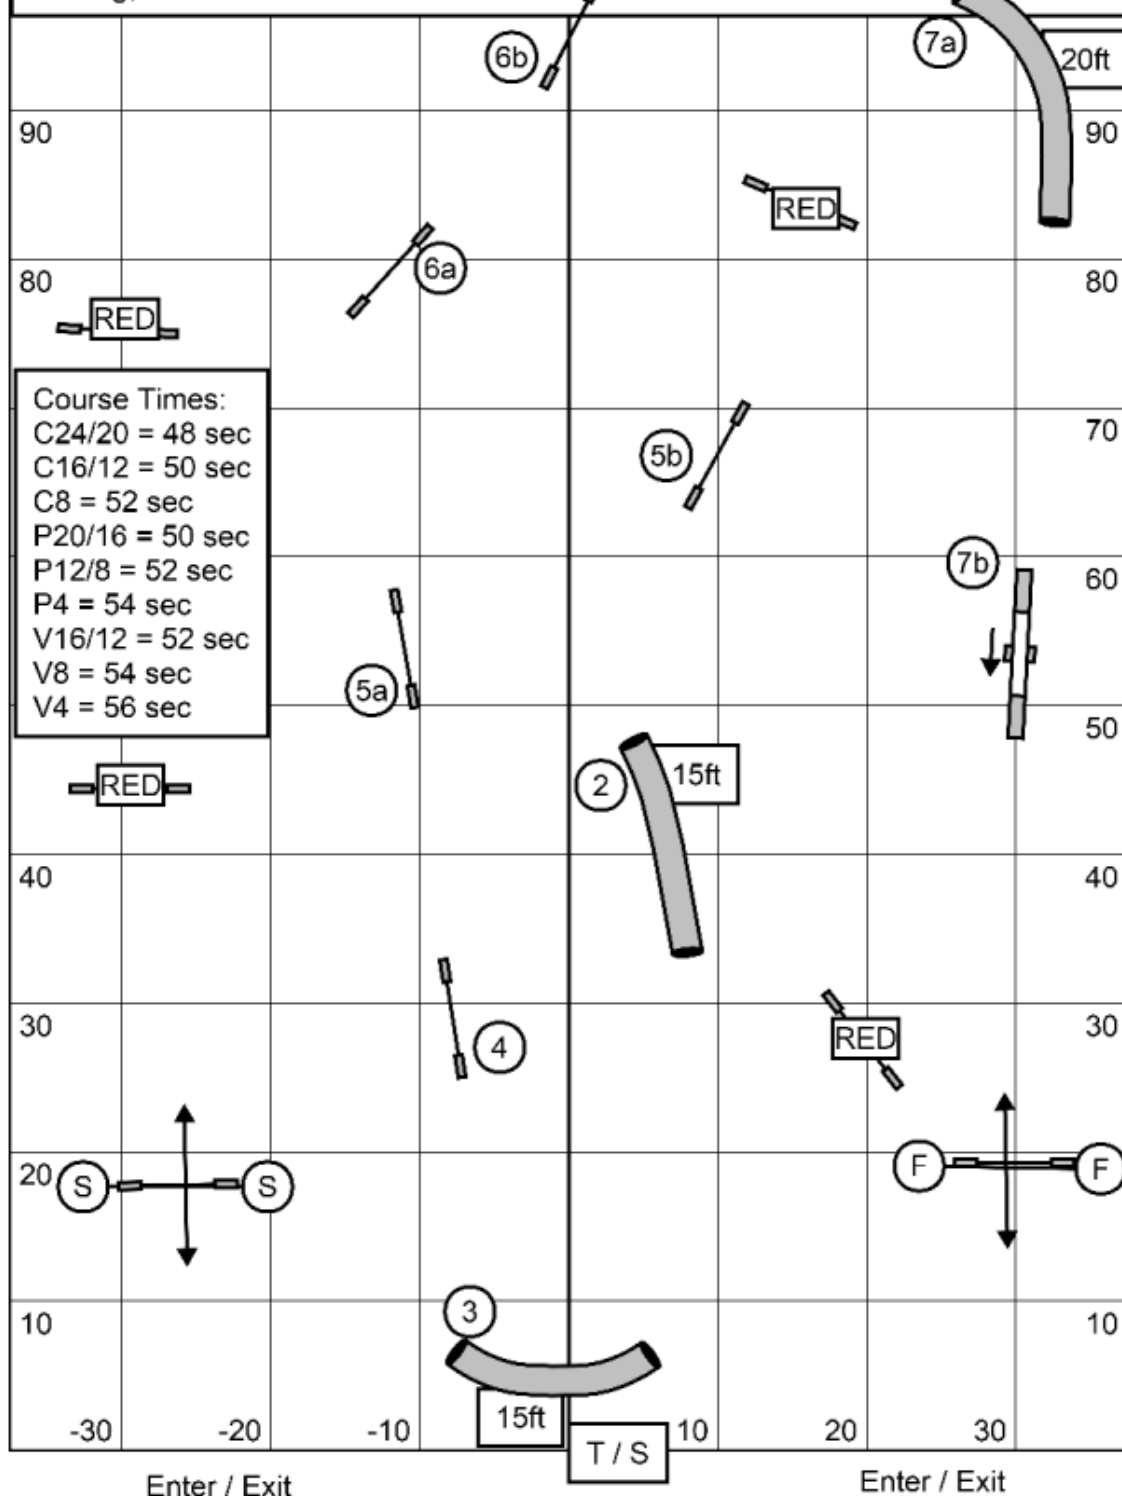 6b
7a
20ft
90
90
RED
6a
80
80
RED
Course Times:
C24/20 = 48 sec
C16/12 = 50 sec
C8 = 52 sec
P20/16 = 50 sec
P12/8 = 52 sec
P4 = 54 sec
V16/12 = 52 sec
V8 = 54 sec
V4 = 56 sec
70
5b
7b
60
5a
50
2
15ft
RED
40
40
30
4
30
RED
20
S
S
F
F
3
10
10
-30
-20
-10
15ft
T / S
10
20
30
Enter / Exit
Enter / Exit